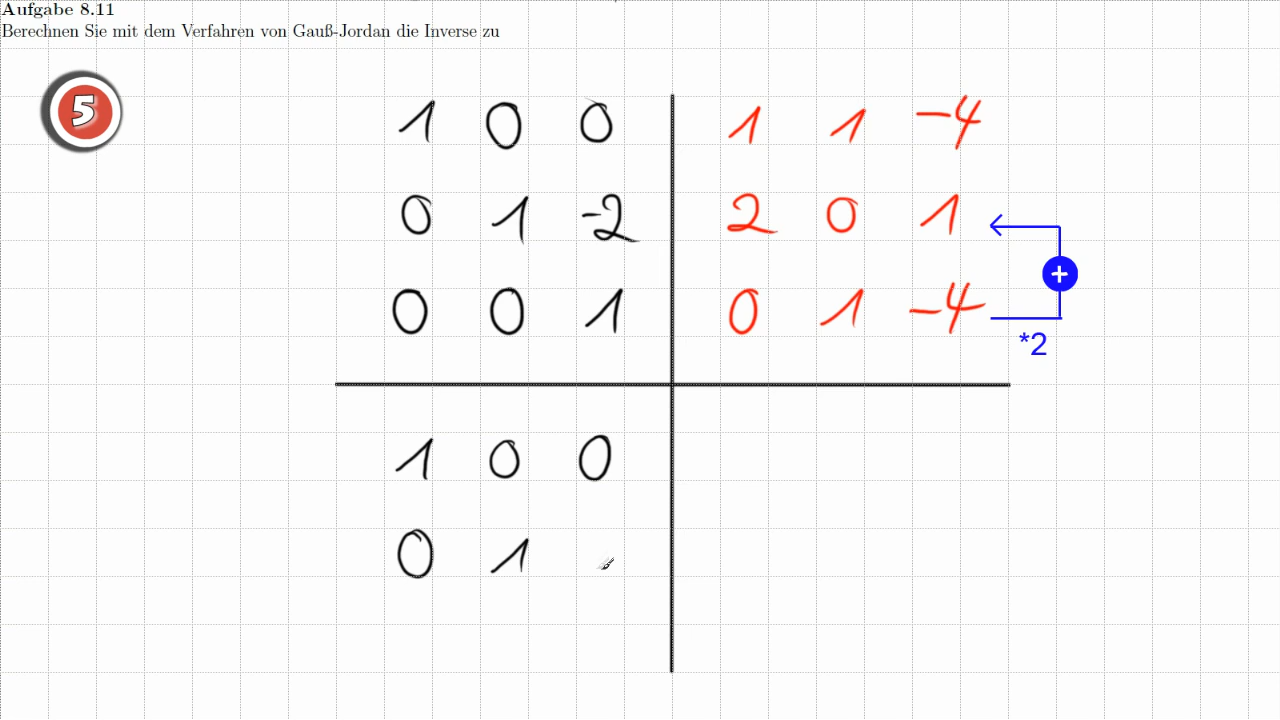 Aufgabe 8.11
Berechnen Sie mit dem Verfahren von Gauß-Jordan die Inverse zu
5
1 0 0 1 1 -4
0 1 -2 2 0 1
+
0 0 1 0 1 -4
*2
1 0 0
0 1